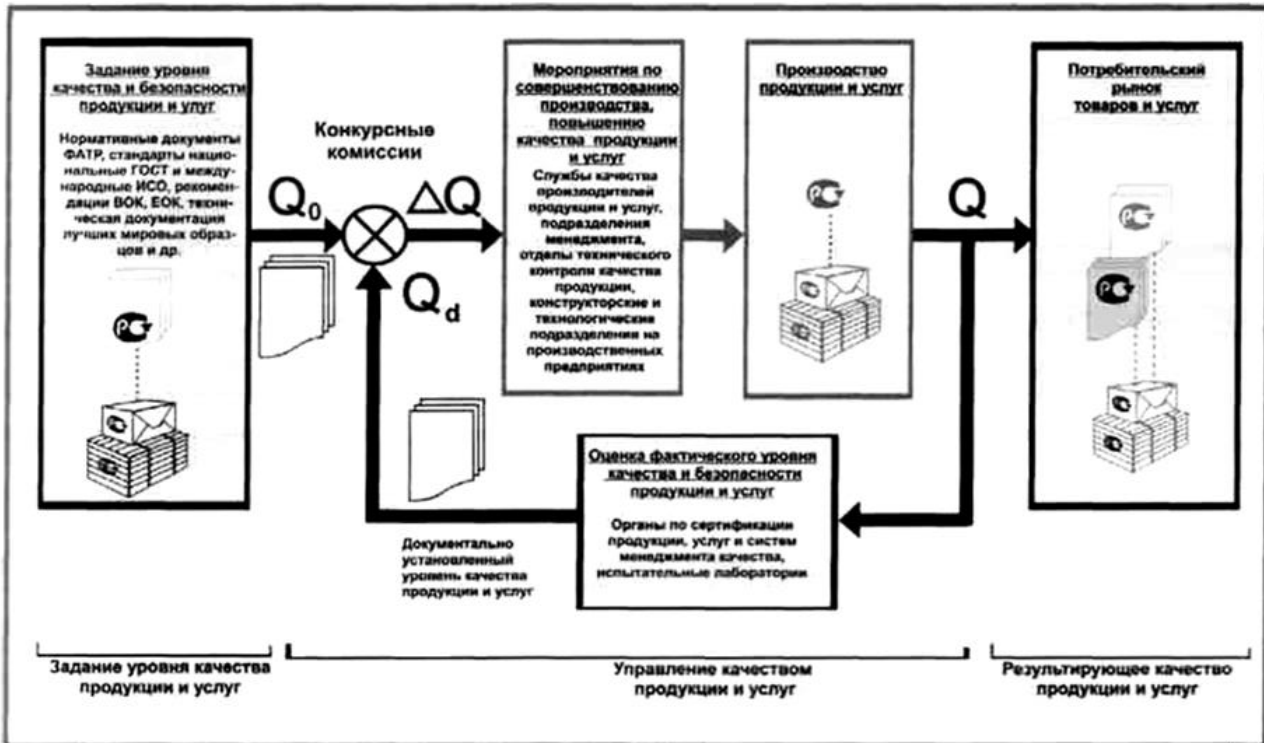 Задание уровня
качества и безопасности
продукции и улуг
Нормативные документы
ФАТР, стандарты нацио-
нальные ГОСТ и между-
народные ИСО, рекомен-
дации ВОК, ЕОК, техни-
ческая документация
лучших мировых образ-
цов и др.
Конкурсные
комиссии
Q0
△Q
Qd
Мероприятия по
совершенствованию
производства,
повышению
качества продукции
и услуг
Службы качества
производителей
продукции и услуг,
подразделения
менеджмента,
отделы технического
контроля качества
продукции,
конструкторские и
технологические
подразделения на
производственных
предприятиях
Производство
продукции и услуг
Q
Потребительский
рынок
товаров и услуг
Оценка фактического уровня
качества и безопасности
продукции и услуг
Органы по сертификации
продукции, услуг и систем
менеджмента качества,
испытательные лаборатории
Документально
установленный
уровень качества
продукции и услуг
Задание уровня качества
продукции и услуг
Управление качеством
продукции и услуг
Результирующее качество
продукции и услуг